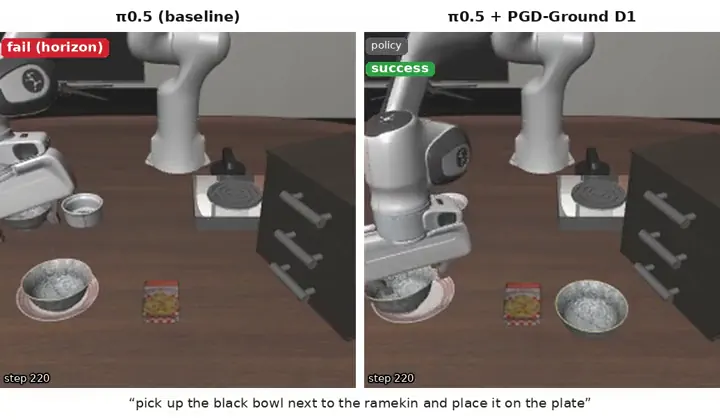 π0.5 (baseline)
π0.5 + PGD-Ground D1
fail (horizon)
policy
success
step 220
step 220
“pick up the black bowl next to the ramekin and place it on the plate”